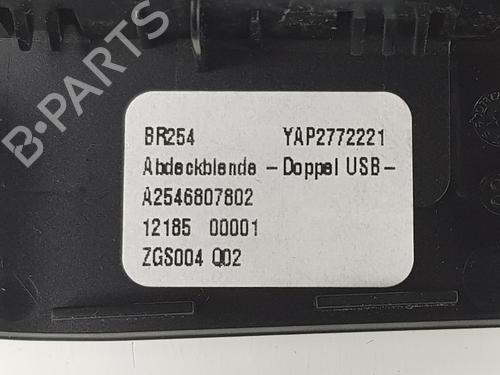 B-PARTS
BR254 YAP2772221
Abdeckblende -Doppel USB-
A2546807802
12185 00001
ZGS004 Q02